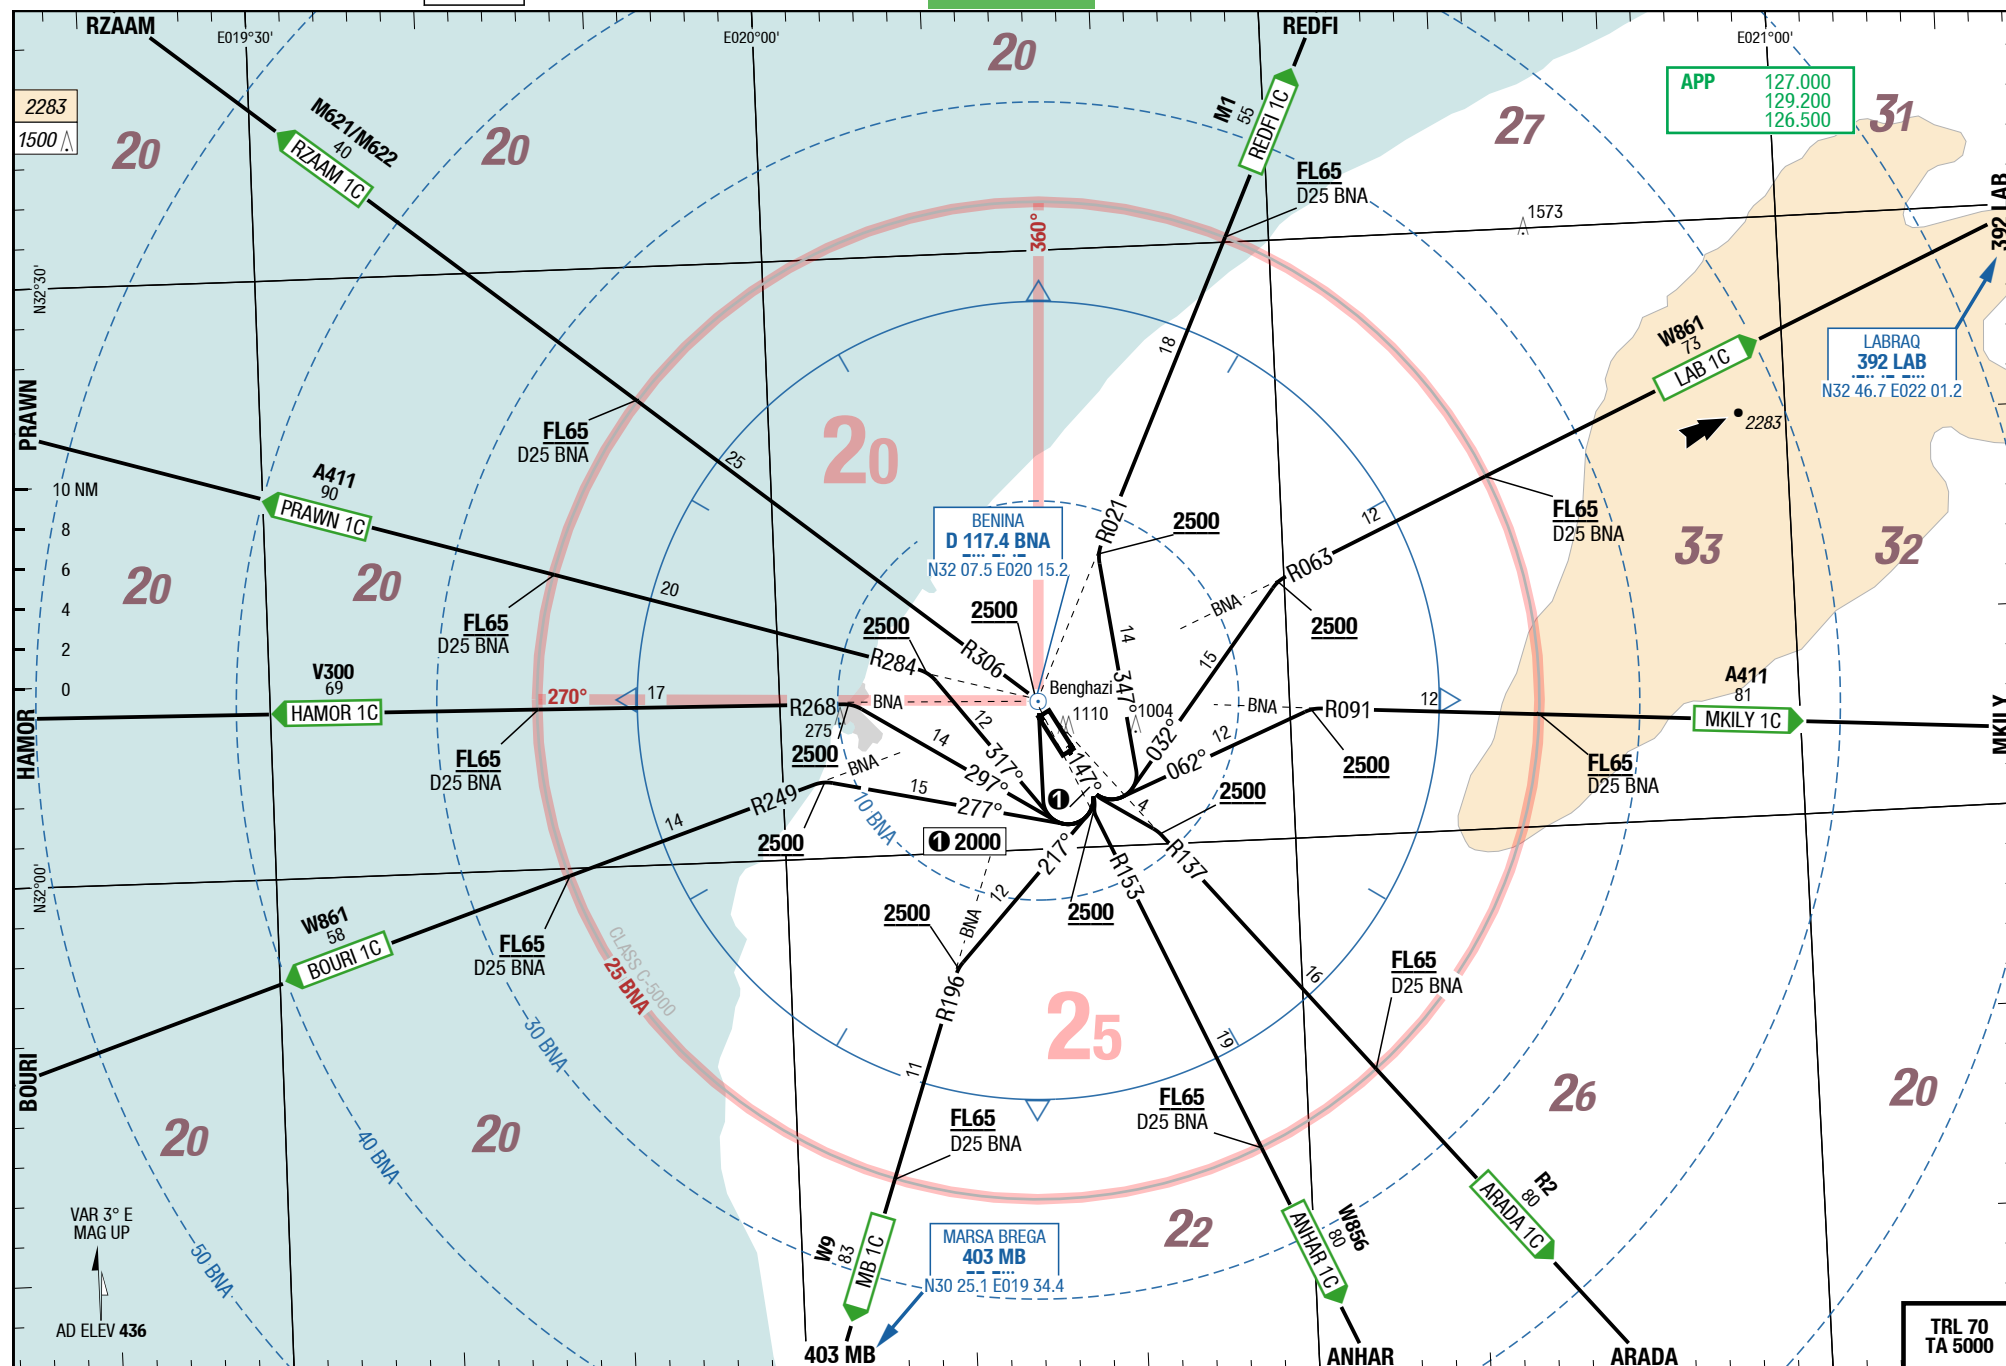 RZAAM
E019°30'
E020°00'
20
REDFI
E021°00'
APP 127.000
129.200
126.500
31
2283
1500
20
M621/M622
40
RZAAM 1C
20
M1
55
REDFI 1C
27
FL65
D25 BNA
1573
392 LAB
360°
N32°30'
18
W861
73
LAB 1C
LABRAQ
392 LAB
N32 46.7 E022 01.2
2283
PRAWN
FL65
D25 BNA
25
20
A411
90
PRAWN 1C
10 NM
8
6
4
2
0
BENINA
D 117.4 BNA
N32 07.5 E020 15.2
R021
2500
12
FL65
D25 BNA
33
32
R063
BNA
2500
20
20
20
FL65
D25 BNA
2500
2500
R284
R306
14
15
347°
V300
69
HAMOR 1C
270°
17
R268
275
BNA
Benghazi
1110
1004
BNA
R091
12
A411
81
MKILY 1C
MKILY
HAMOR
FL65
D25 BNA
2500
12
14
317°
297°
147°
032°
062°
12
2500
FL65
D25 BNA
BNA
R249
15
277°
1
4
2500
14
2500
10 BNA
1 2000
217°
R153
R137
N32°00'
12
2500
2500
BNA
W861
58
BOURI 1C
FL65
D25 BNA
CLASS C-5000
25 BNA
FL65
D25 BNA
16
R196
25
19
30 BNA
BOURI
11
FL65
D25 BNA
FL65
D25 BNA
26
20
20
40 BNA
20
R2
80
ARADA 1C
VAR 3° E
MAG UP
50 BNA
W9
83
MB 1C
MARSA BREGA
403 MB
N30 25.1 E019 34.4
22
W856
80
ANHAR 1C
AD ELEV 436
TRL 70
TA 5000
403 MB
ANHAR
ARADA